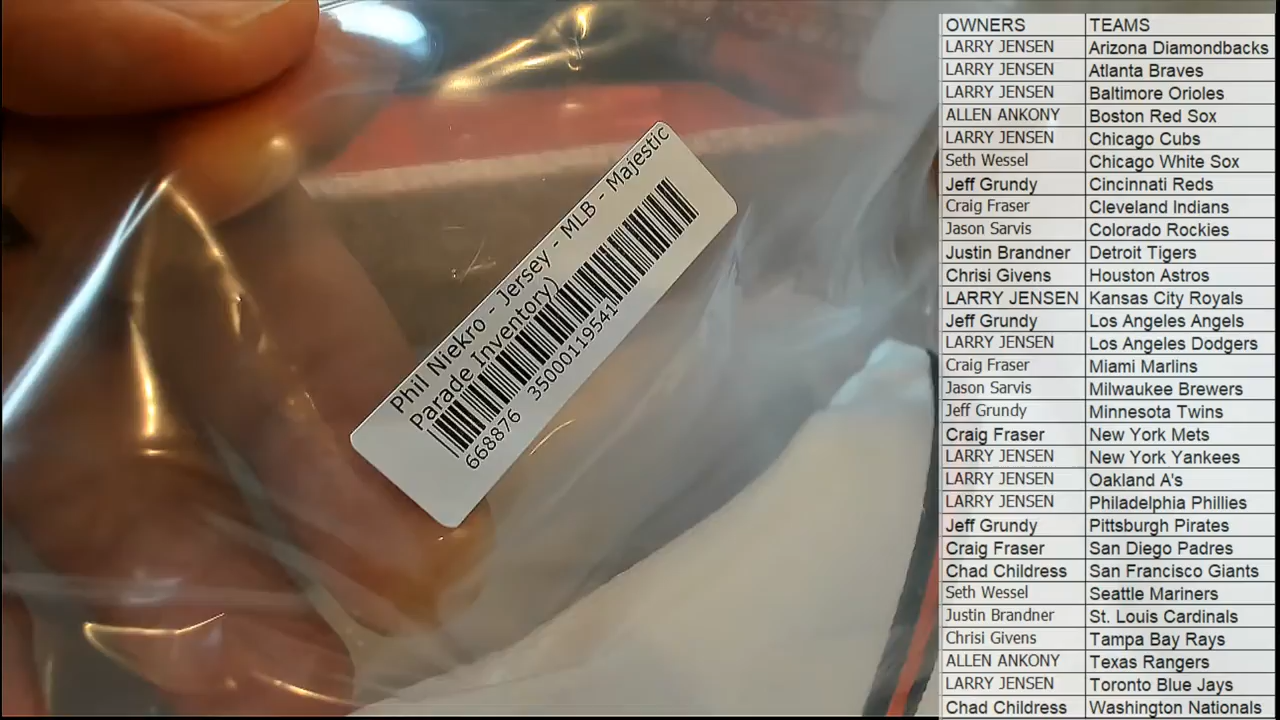 Phil Niekro - Jersey - MLB - Majestic
Parade Inventory)
668876 35000119541
OWNERS TEAMS
LARRY JENSEN Arizona Diamondbacks
LARRY JENSEN Atlanta Braves
LARRY JENSEN Baltimore Orioles
ALLEN ANKONY Boston Red Sox
LARRY JENSEN Chicago Cubs
Seth Wessel Chicago White Sox
Jeff Grundy Cincinnati Reds
Craig Fraser Cleveland Indians
Jason Sarvis Colorado Rockies
Justin Brandner Detroit Tigers
Chrisi Givens Houston Astros
LARRY JENSEN Kansas City Royals
Jeff Grundy Los Angeles Angels
LARRY JENSEN Los Angeles Dodgers
Craig Fraser Miami Marlins
Jason Sarvis Milwaukee Brewers
Jeff Grundy Minnesota Twins
Craig Fraser New York Mets
LARRY JENSEN New York Yankees
LARRY JENSEN Oakland A's
LARRY JENSEN Philadelphia Phillies
Jeff Grundy Pittsburgh Pirates
Craig Fraser San Diego Padres
Chad Childress San Francisco Giants
Seth Wessel Seattle Mariners
Justin Brandner St. Louis Cardinals
Chrisi Givens Tampa Bay Rays
ALLEN ANKONY Texas Rangers
LARRY JENSEN Toronto Blue Jays
Chad Childress Washington Nationals